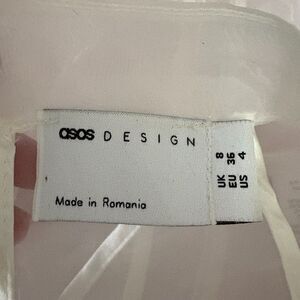 asos DESIGN
Made in Romania
UK 8
EU 36
US 4